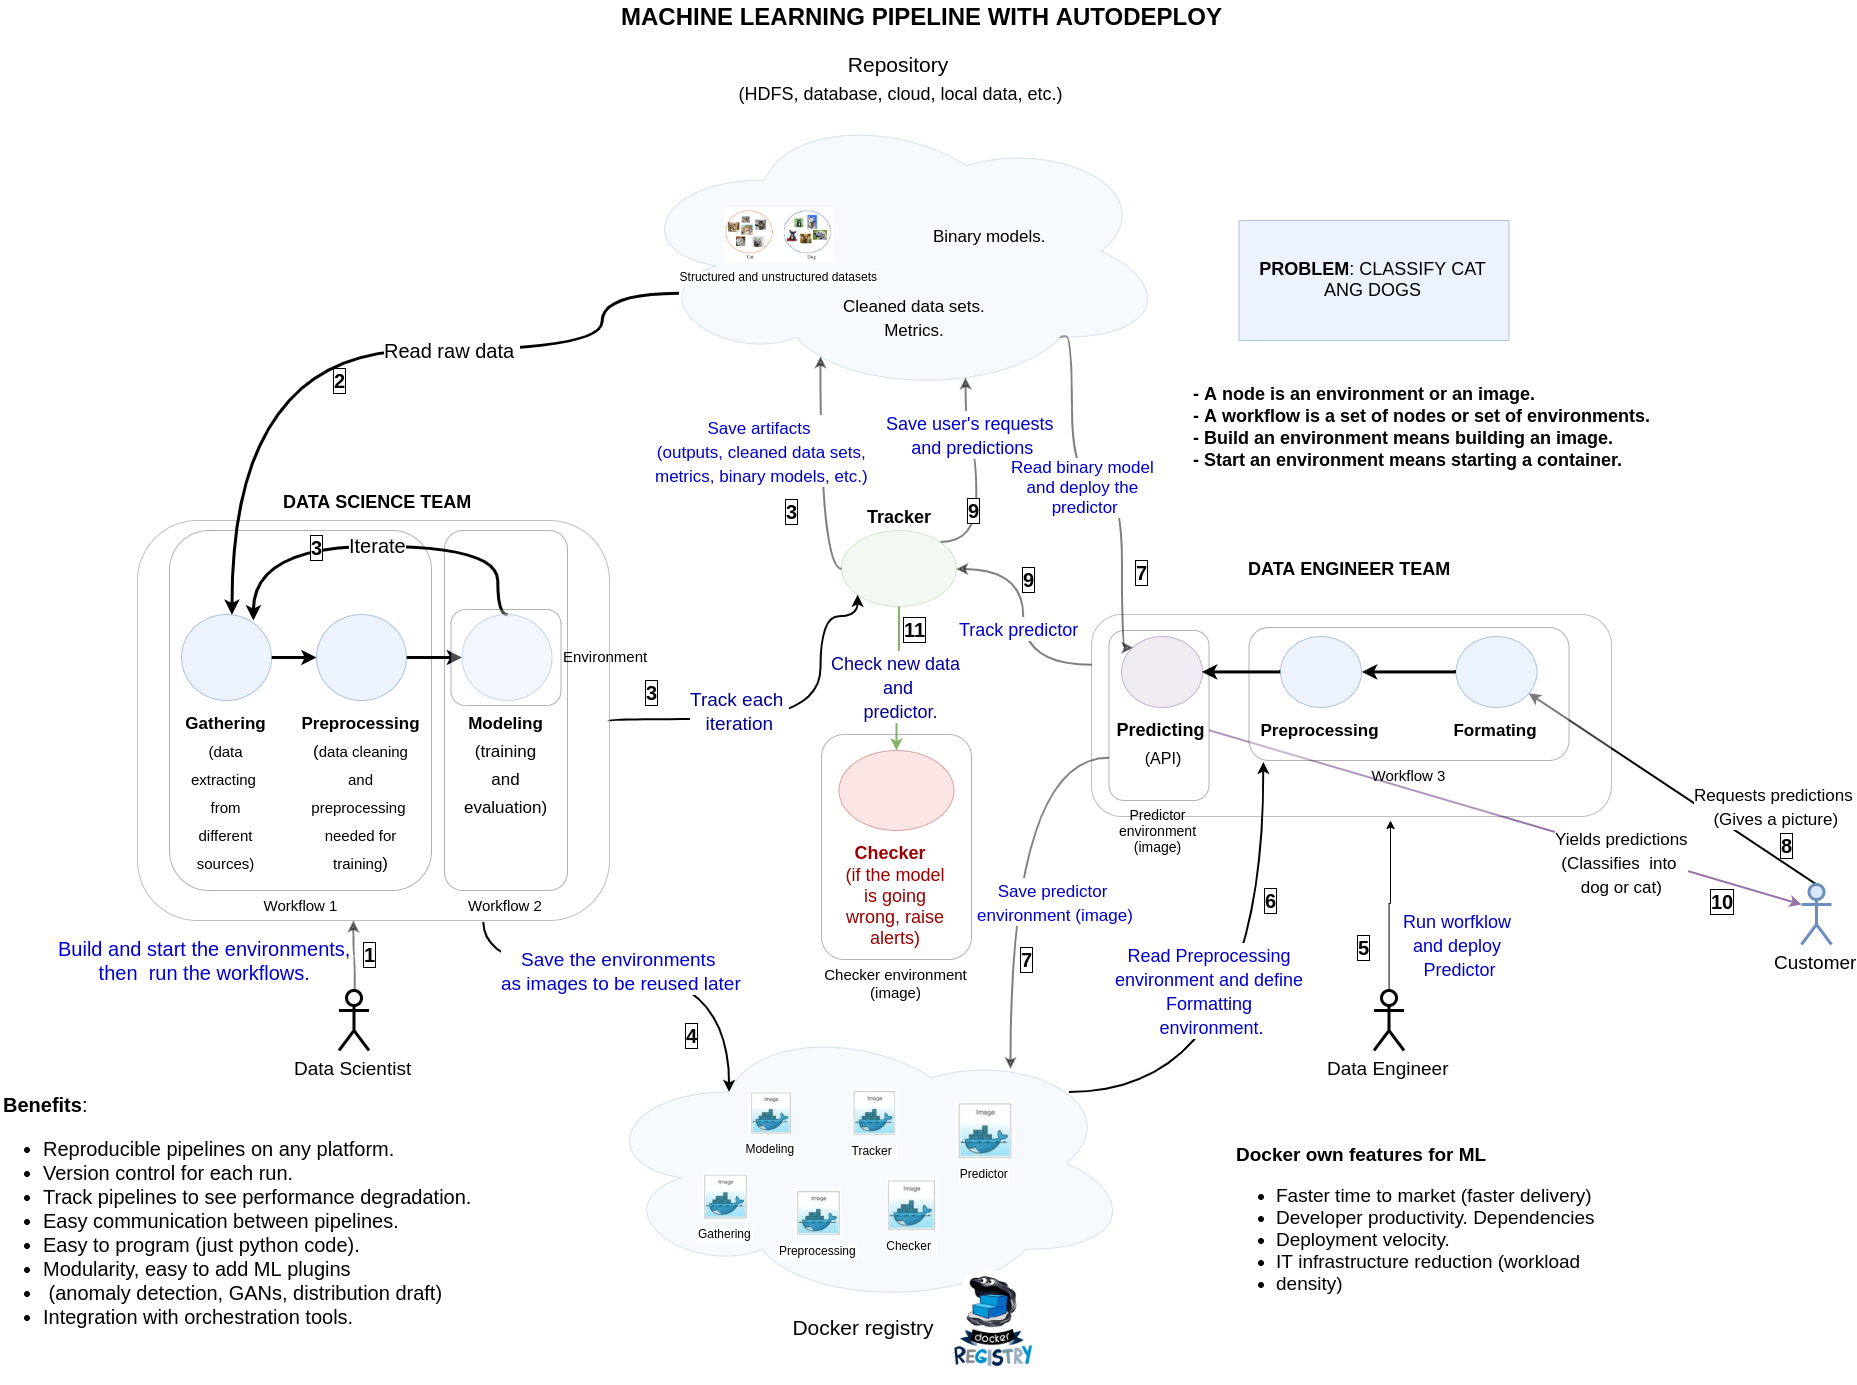 MACHINE LEARNING PIPELINE WITH AUTODEPLOY
Repository
(HDFS, database, cloud, local data, etc.)
Cat
Dog
Structured and unstructured datasets
Binary models.
Cleaned data sets.
Metrics.
PROBLEM: CLASSIFY CAT
ANG DOGS
- A node is an environment or an image.
- A workflow is a set of nodes or set of environments.
- Build an environment means building an image.
- Start an environment means starting a container.
Read raw data
2
Save artifacts
(outputs, cleaned data sets,
metrics, binary models, etc.)
3
Save user's requests
and predictions
9
Read binary model
and deploy the
predictor
7
DATA SCIENCE TEAM
3
Iterate
Environment
Gathering
(data
extracting
from
different
sources)
Preprocessing
(data cleaning
and
preprocessing
needed for
training)
Modeling
(training
and
evaluation)
Workflow 1
Workflow 2
3
Track each
iteration
Tracker
9
Track predictor
11
Check new data
and
predictor.
Checker
(if the model
is going
wrong, raise
alerts)
Checker environment
(image)
DATA ENGINEER TEAM
Predicting
(API)
Preprocessing
Formating
Workflow 3
Predictor
environment
(image)
Requests predictions
(Gives a picture)
8
Yields predictions
(Classifies into
dog or cat)
10
Customer
Build and start the environments,
then run the workflows.
1
Data Scientist
Save the environments
as images to be reused later
4
Save predictor
environment (image)
7
6
Read Preprocessing
environment and define
Formatting
environment.
5
Run worfklow
and deploy
Predictor
Data Engineer
Image
Modeling
Image
Tracker
Image
Predictor
Image
Gathering
Image
Preprocessing
Image
Checker
Docker registry
docker
REGISTRY
Benefits:
Reproducible pipelines on any platform.
Version control for each run.
Track pipelines to see performance degradation.
Easy communication between pipelines.
Easy to program (just python code).
Modularity, easy to add ML plugins
(anomaly detection, GANs, distribution draft)
Integration with orchestration tools.
Docker own features for ML
Faster time to market (faster delivery)
Developer productivity. Dependencies
Deployment velocity.
IT infrastructure reduction (workload
density)